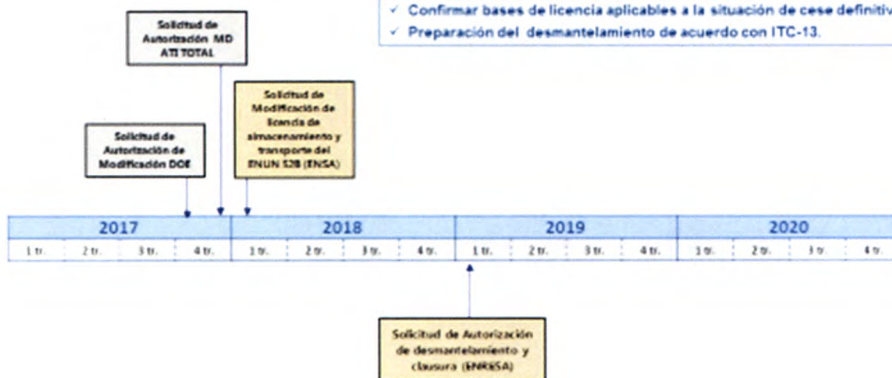 ✓ Confirmar bases de licencia aplicables a la situación de cese definitiv
✓ Preparación del desmantelamiento de acuerdo con ITC-13.
Solicitud de
Autorización MD
ATI TOTAL
Solicitud de
Modificación de
licencia de
almacenamiento y
transporte del
ENUN 52B (ENSA)
Solicitud de
Autorización de
Modificación DOE
2017 2018 2019 2020
1 tr. 2 tr. 3 tr. 4 tr. 1 tr. 2 tr. 3 tr. 4 tr. 1 tr. 2 tr. 3 tr. 4 tr. 1 tr. 2 tr. 3 tr. 4 tr.
Solicitud de Autorización
de desmantelamiento y
clausura (ENRESA)